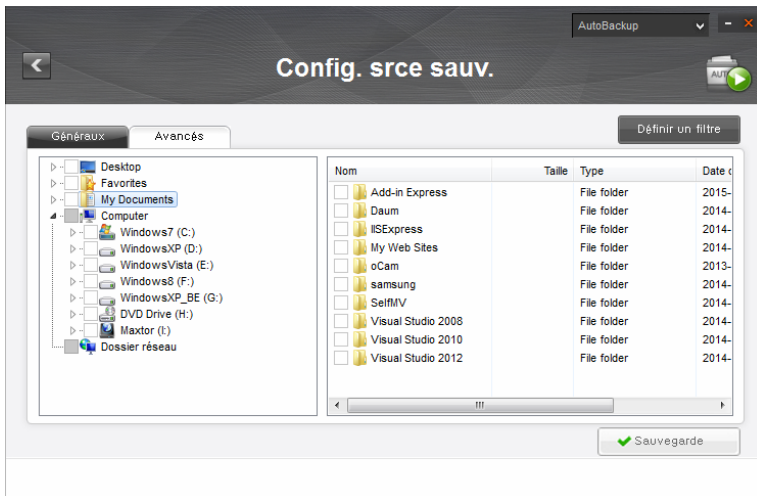 AutoBackup
Config. srce sauv.
AUTO
Généraux
Avancés
Définir un filtre
Desktop
Favorites
My Documents
Computer
Windows7 (C:)
WindowsXP (D:)
WindowsVista (E:)
Windows8 (F:)
WindowsXP_BE (G:)
DVD Drive (H:)
Maxtor (I:)
Dossier réseau
Nom Taille Type Date d
Add-in Express File folder 2015-
Daum File folder 2014-
IISExpress File folder 2014-
My Web Sites File folder 2014-
oCam File folder 2013-
samsung File folder 2014-
SelfMV File folder 2014-
Visual Studio 2008 File folder 2014-
Visual Studio 2010 File folder 2014-
Visual Studio 2012 File folder 2014-
Sauvegarde